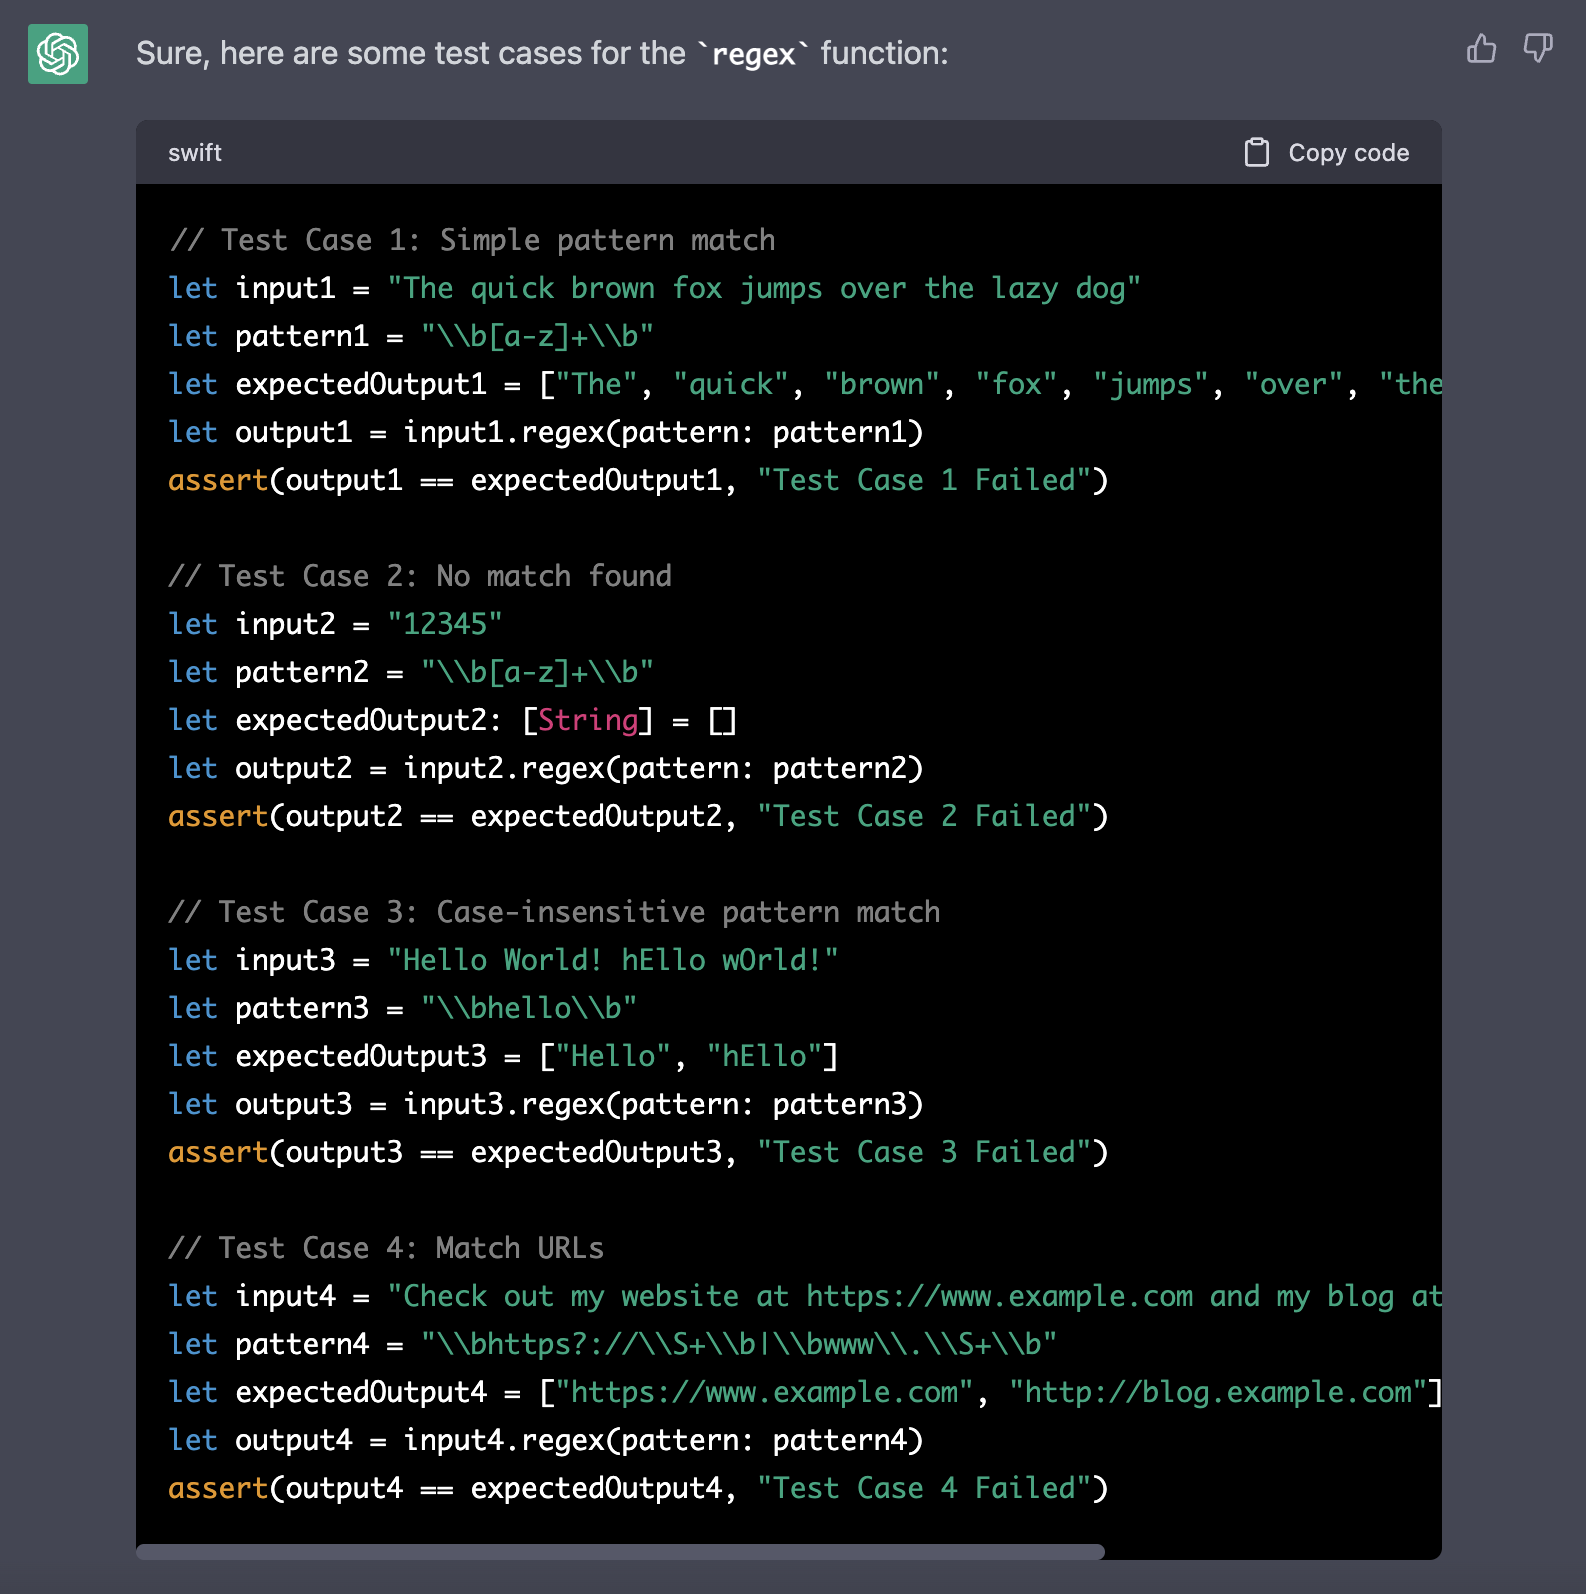 Sure, here are some test cases for the `regex` function:
swift
Copy code
// Test Case 1: Simple pattern match
let input1 = "The quick brown fox jumps over the lazy dog"
let pattern1 = "\\b[a-z]+\\b"
let expectedOutput1 = ["The", "quick", "brown", "fox", "jumps", "over", "the
let output1 = input1.regex(pattern: pattern1)
assert(output1 == expectedOutput1, "Test Case 1 Failed")
// Test Case 2: No match found
let input2 = "12345"
let pattern2 = "\\b[a-z]+\\b"
let expectedOutput2: [String] = []
let output2 = input2.regex(pattern: pattern2)
assert(output2 == expectedOutput2, "Test Case 2 Failed")
// Test Case 3: Case-insensitive pattern match
let input3 = "Hello World! hEllo wOrld!"
let pattern3 = "\\bhello\\b"
let expectedOutput3 = ["Hello", "hEllo"]
let output3 = input3.regex(pattern: pattern3)
assert(output3 == expectedOutput3, "Test Case 3 Failed")
// Test Case 4: Match URLs
let input4 = "Check out my website at https://www.example.com and my blog at
let pattern4 = "\\bhttps?://\\S+\\b|\\bwww\\.\\S+\\b"
let expectedOutput4 = ["https://www.example.com", "http://blog.example.com"]
let output4 = input4.regex(pattern: pattern4)
assert(output4 == expectedOutput4, "Test Case 4 Failed")